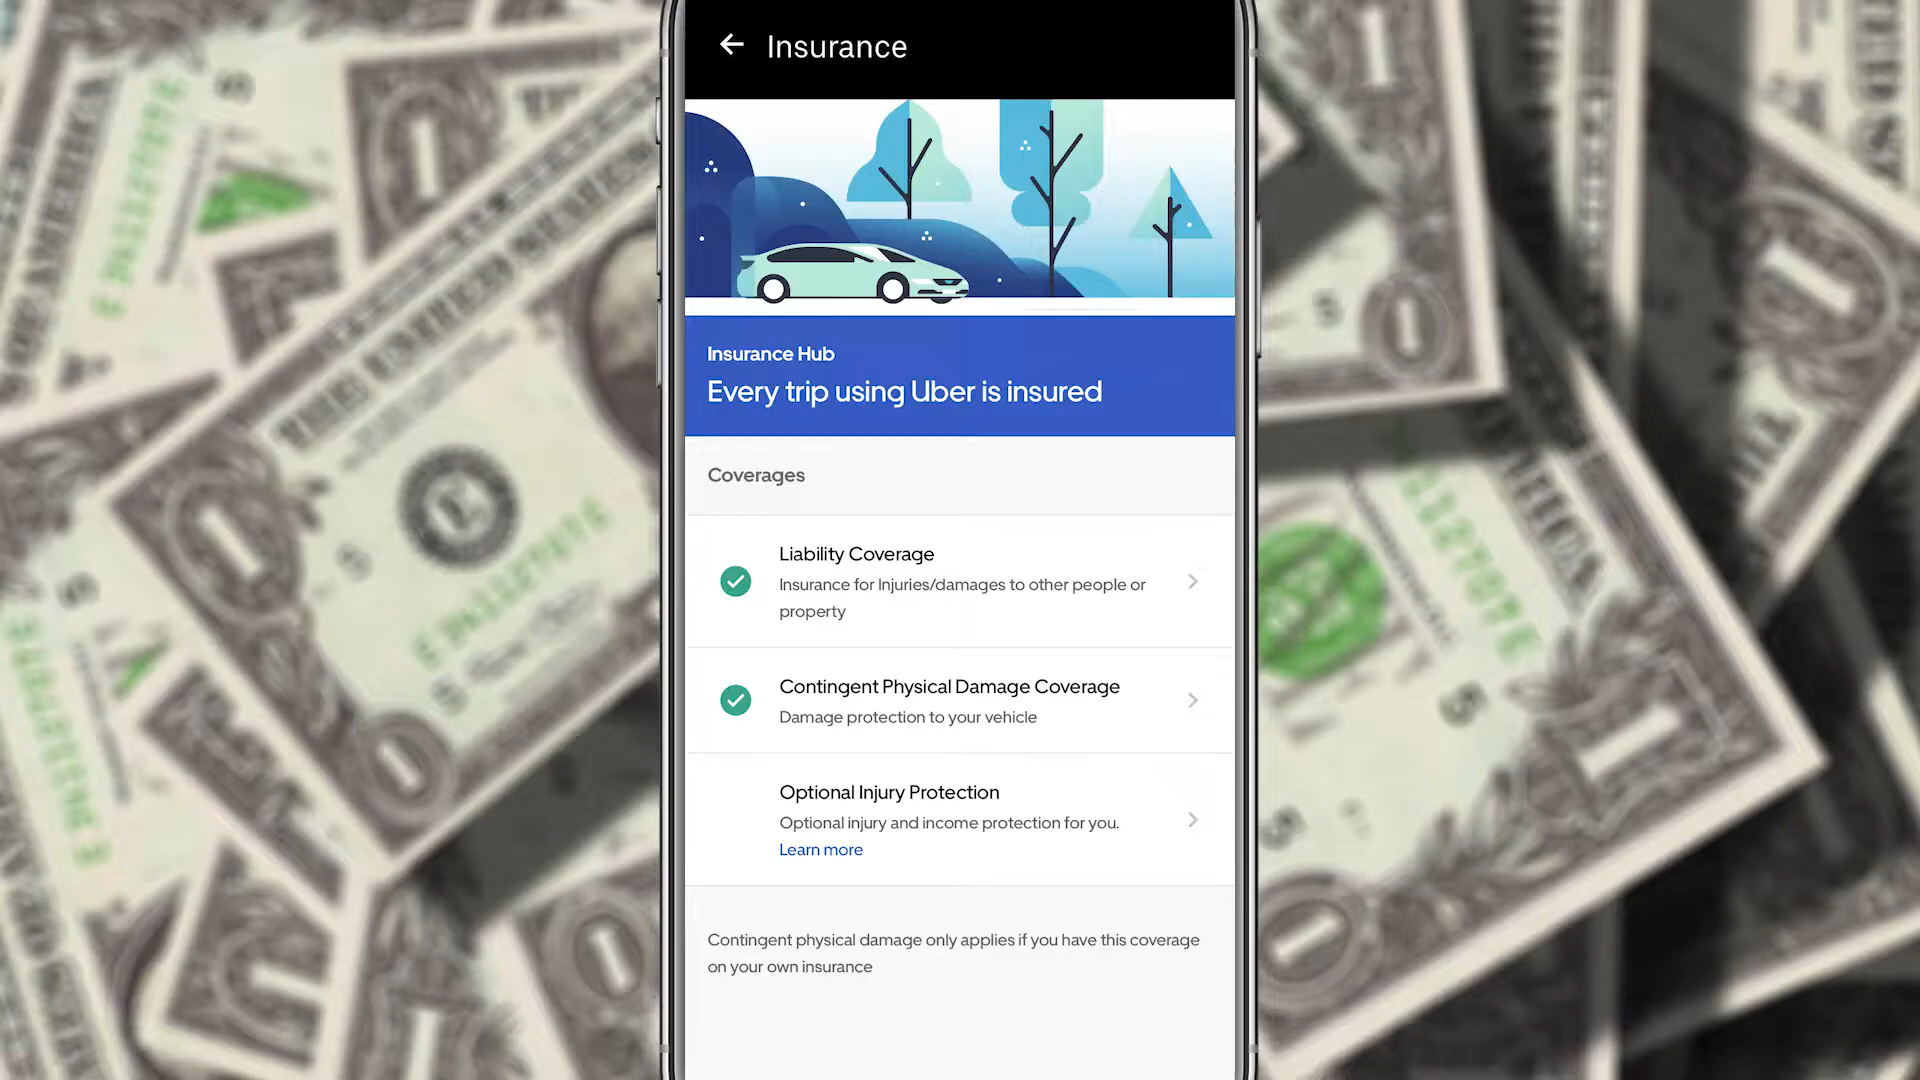 Insurance
Insurance Hub
Every trip using Uber is insured
Coverages
Liability Coverage
Insurance for Injuries/damages to other people or
property
Contingent Physical Damage Coverage
Damage protection to your vehicle
Optional Injury Protection
Optional injury and income protection for you.
Learn more
Contingent physical damage only applies if you have this coverage
on your own insurance